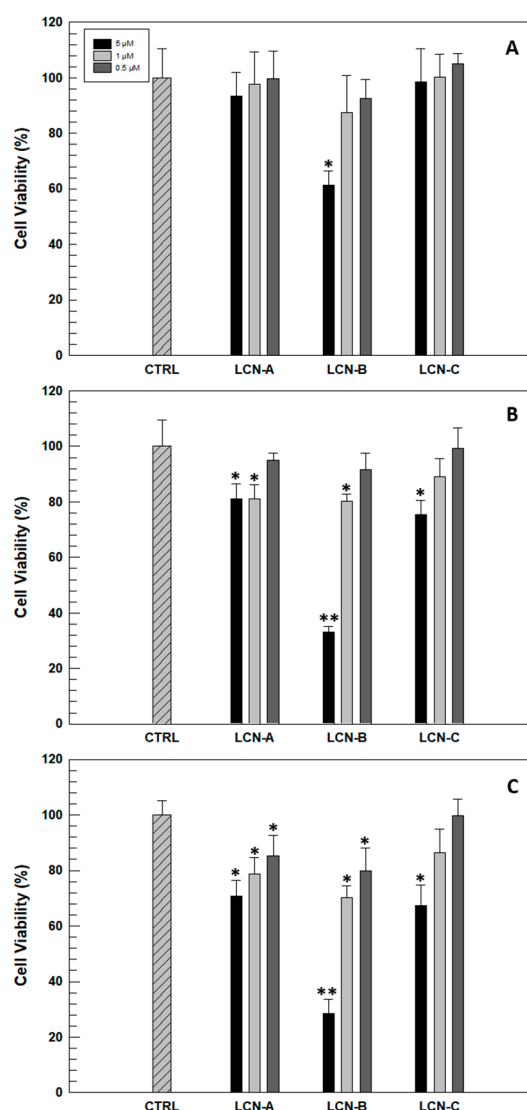 120
A
5 µM
1 µM
0.5 µM
100
80
*
60
40
20
0
Cell Viability (%)
CTRL LCN-A LCN-B LCN-C
120
B
100
* * *
80
*
60
40
**
20
0
Cell Viability (%)
CTRL LCN-A LCN-B LCN-C
120
C
100
* * * * * *
80
60
40
**
20
0
Cell Viability (%)
CTRL LCN-A LCN-B LCN-C